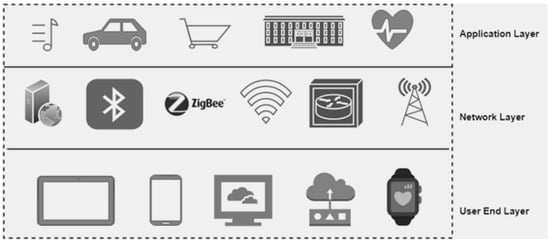 Application Layer
ZigBee
Network Layer
User End Layer